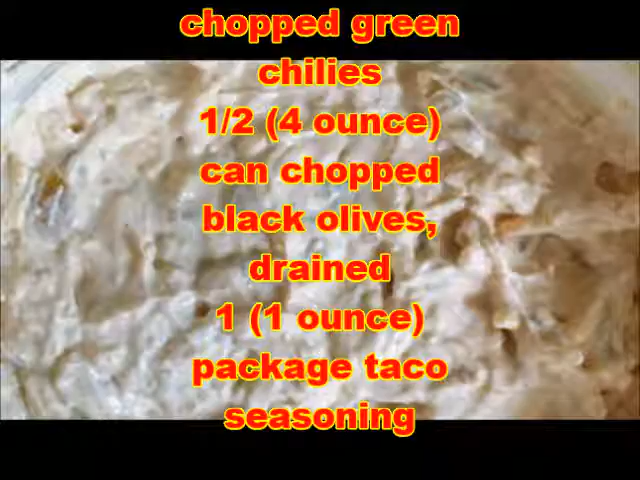 chopped green
chilies
1/2 (4 ounce)
can chopped
black olives,
drained
1 (1 ounce)
package taco
seasoning